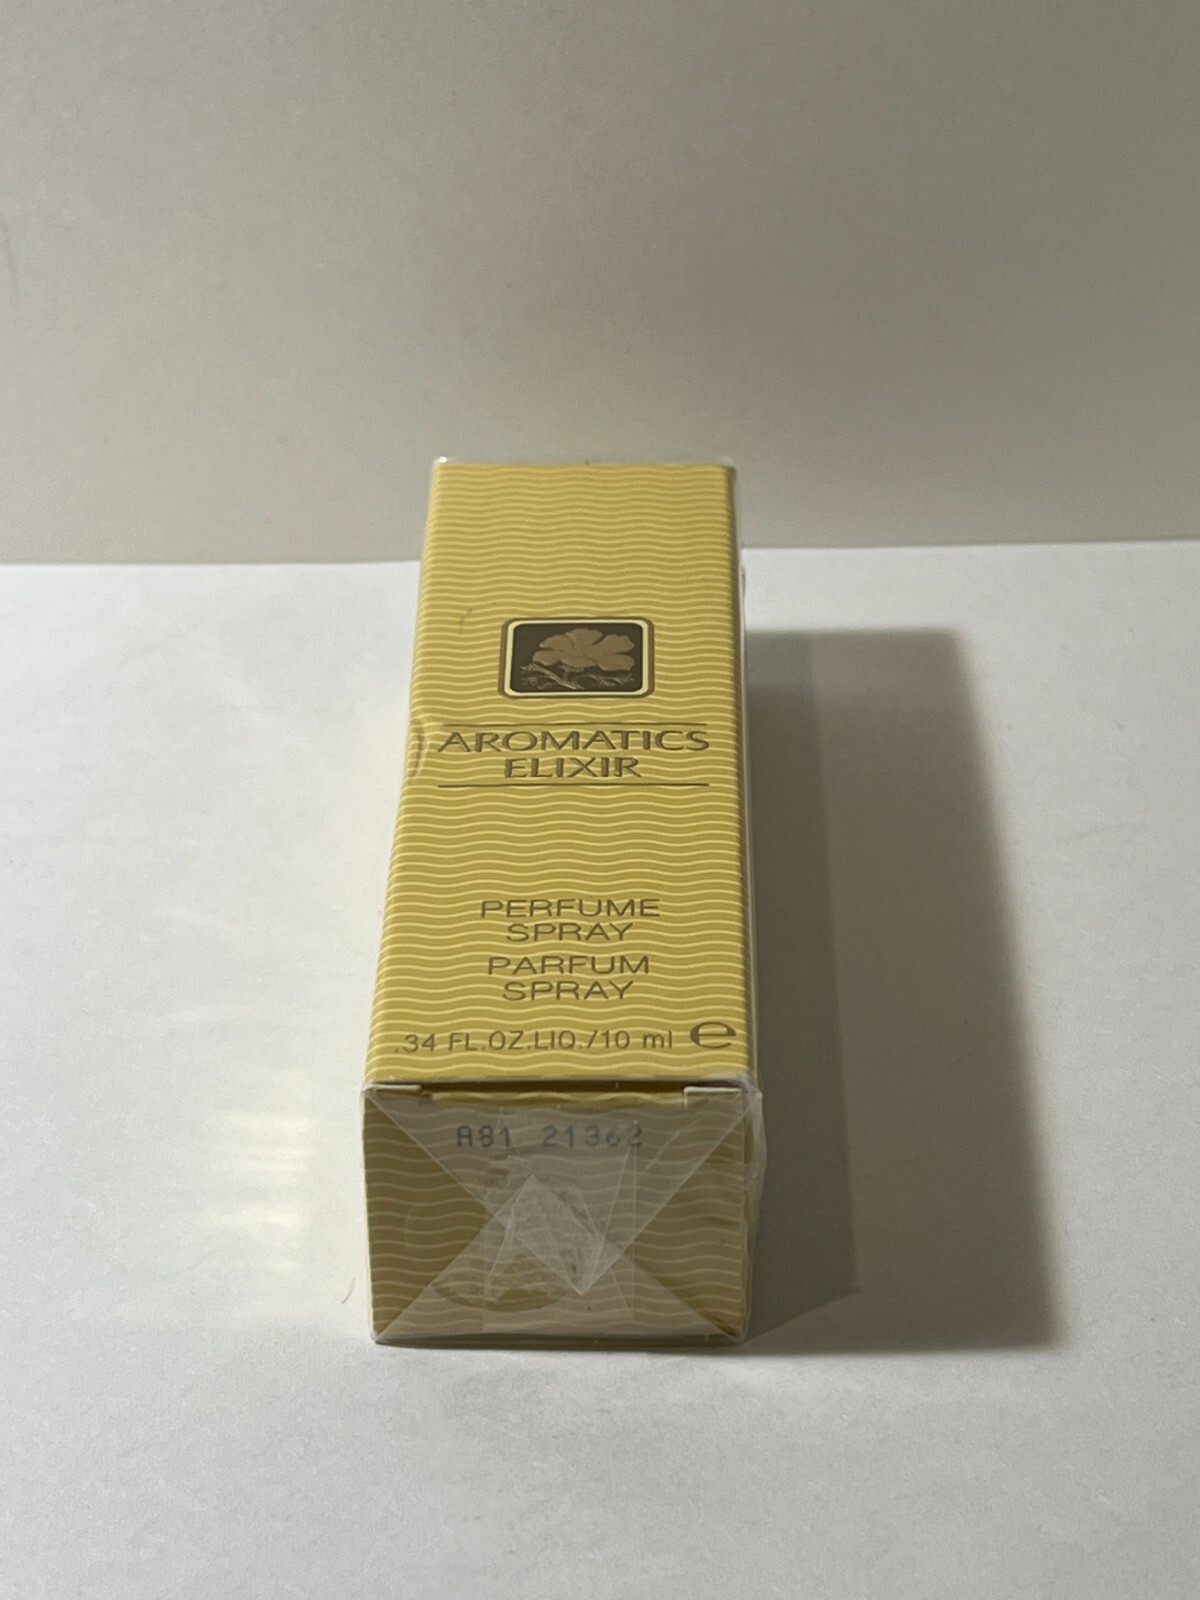 AROMATICS
ELIXIR
PERFUME
SPRAY
PARFUM
SPRAY
.34 FL.OZ.LIQ./10 ml e
A81 21362